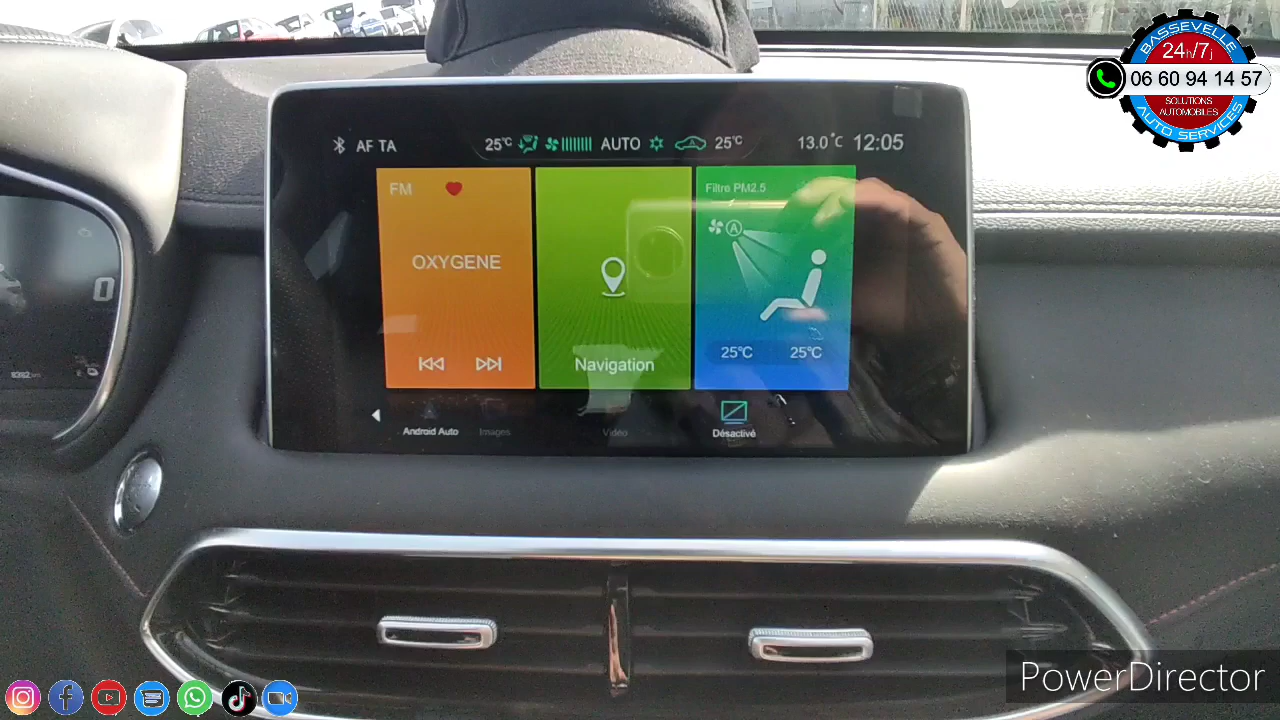 BASSEVELLE
24h/7j
06 60 94 14 57
SOLUTIONS
AUTOMOBILES
AUTO SERVICES
AF TA
25°C
AUTO
25°C
13.0°C
12:05
FM
OXYGENE
Navigation
Filtre PM2.5
A
25°C
25°C
Android Auto
Images
Vidéo
Désactivé
0
PowerDirector